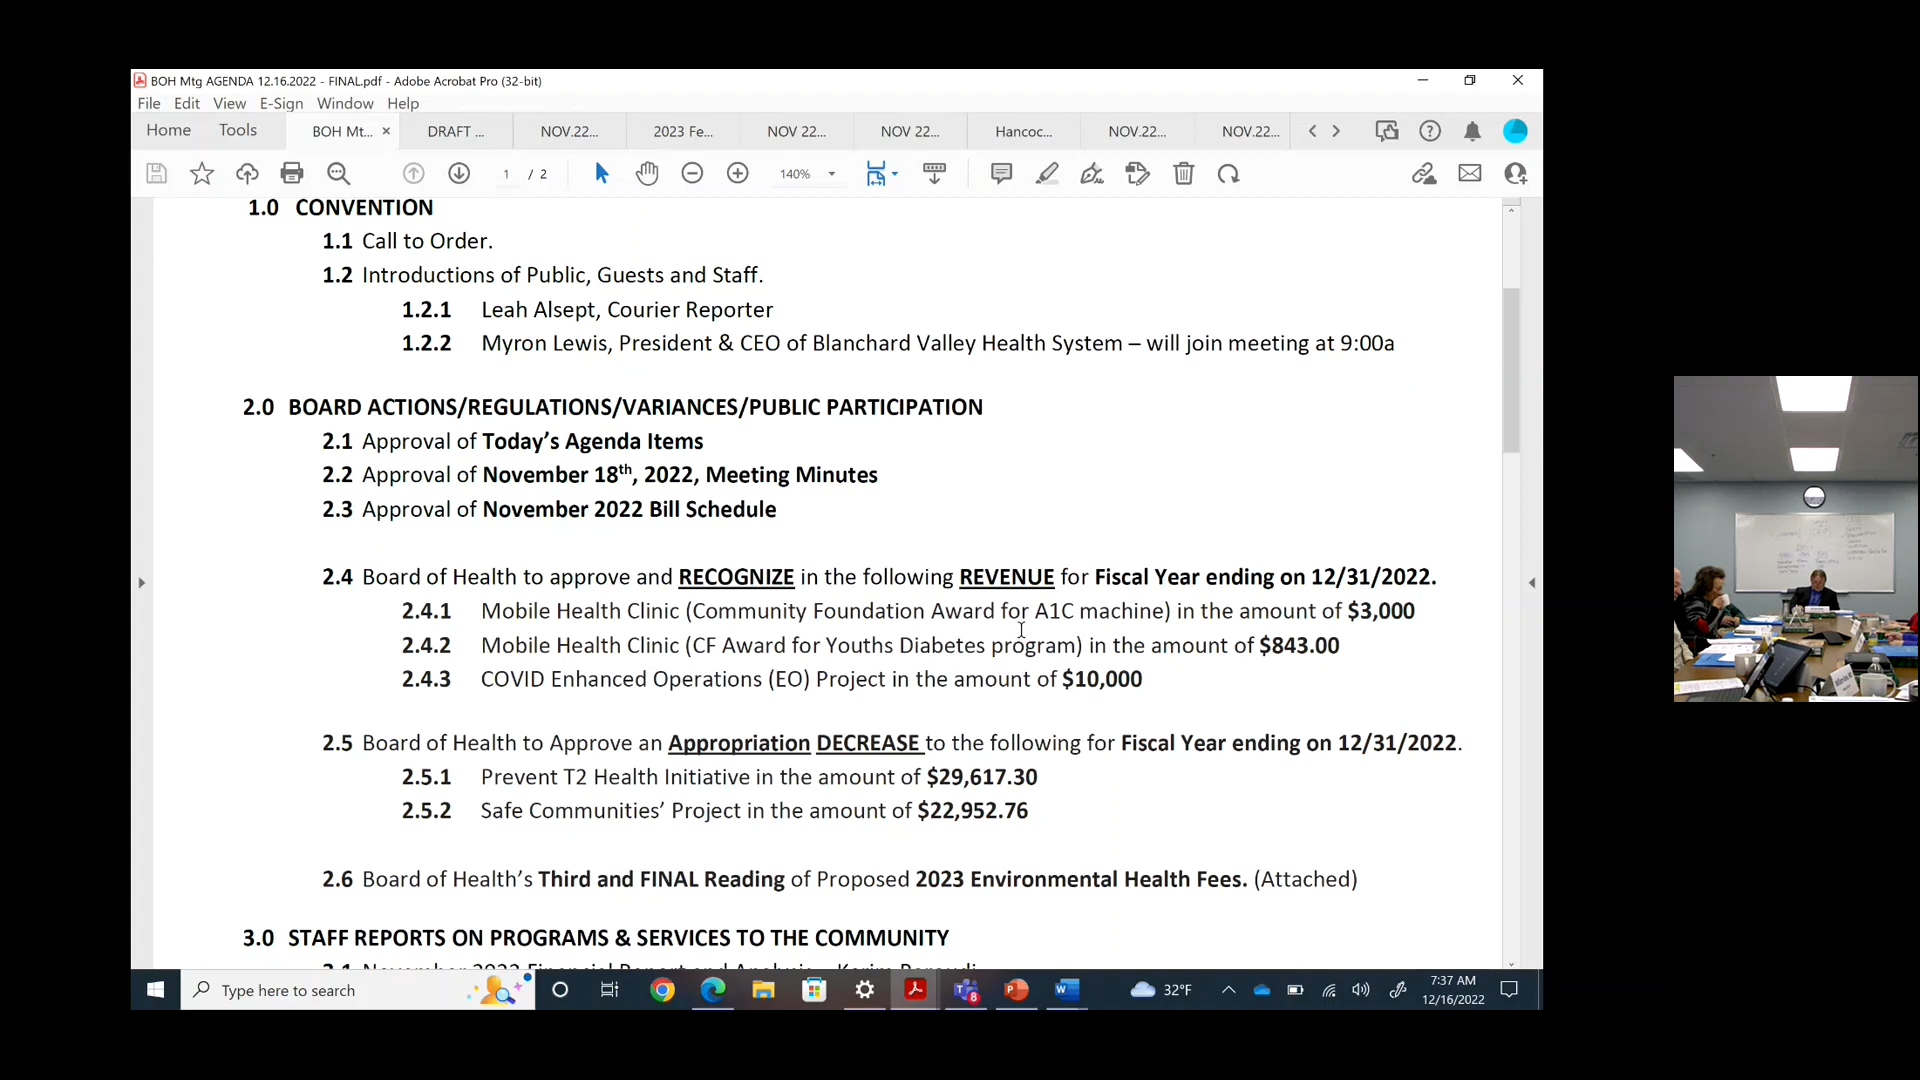 BOH Mtg AGENDA 12.16.2022 - FINAL.pdf - Adobe Acrobat Pro (32-bit)
File Edit View E-Sign Window Help
Home Tools BOH Mt... × DRAFT ... NOV.22... 2023 Fe... NOV 22... NOV 22... Hancoc... NOV.22... NOV.22...
1 / 2 140%
1.0 CONVENTION
1.1 Call to Order.
1.2 Introductions of Public, Guests and Staff.
1.2.1 Leah Alsept, Courier Reporter
1.2.2 Myron Lewis, President & CEO of Blanchard Valley Health System – will join meeting at 9:00a
2.0 BOARD ACTIONS/REGULATIONS/VARIANCES/PUBLIC PARTICIPATION
2.1 Approval of Today’s Agenda Items
2.2 Approval of November 18th, 2022, Meeting Minutes
2.3 Approval of November 2022 Bill Schedule
2.4 Board of Health to approve and RECOGNIZE in the following REVENUE for Fiscal Year ending on 12/31/2022.
2.4.1 Mobile Health Clinic (Community Foundation Award for A1C machine) in the amount of $3,000
2.4.2 Mobile Health Clinic (CF Award for Youths Diabetes program) in the amount of $843.00
2.4.3 COVID Enhanced Operations (EO) Project in the amount of $10,000
2.5 Board of Health to Approve an Appropriation DECREASE to the following for Fiscal Year ending on 12/31/2022.
2.5.1 Prevent T2 Health Initiative in the amount of $29,617.30
2.5.2 Safe Communities’ Project in the amount of $22,952.76
2.6 Board of Health’s Third and FINAL Reading of Proposed 2023 Environmental Health Fees. (Attached)
3.0 STAFF REPORTS ON PROGRAMS & SERVICES TO THE COMMUNITY
3.1 November 2022 Financial Report and Analysis
Type here to search 8 32°F 7:37 AM
12/16/2022